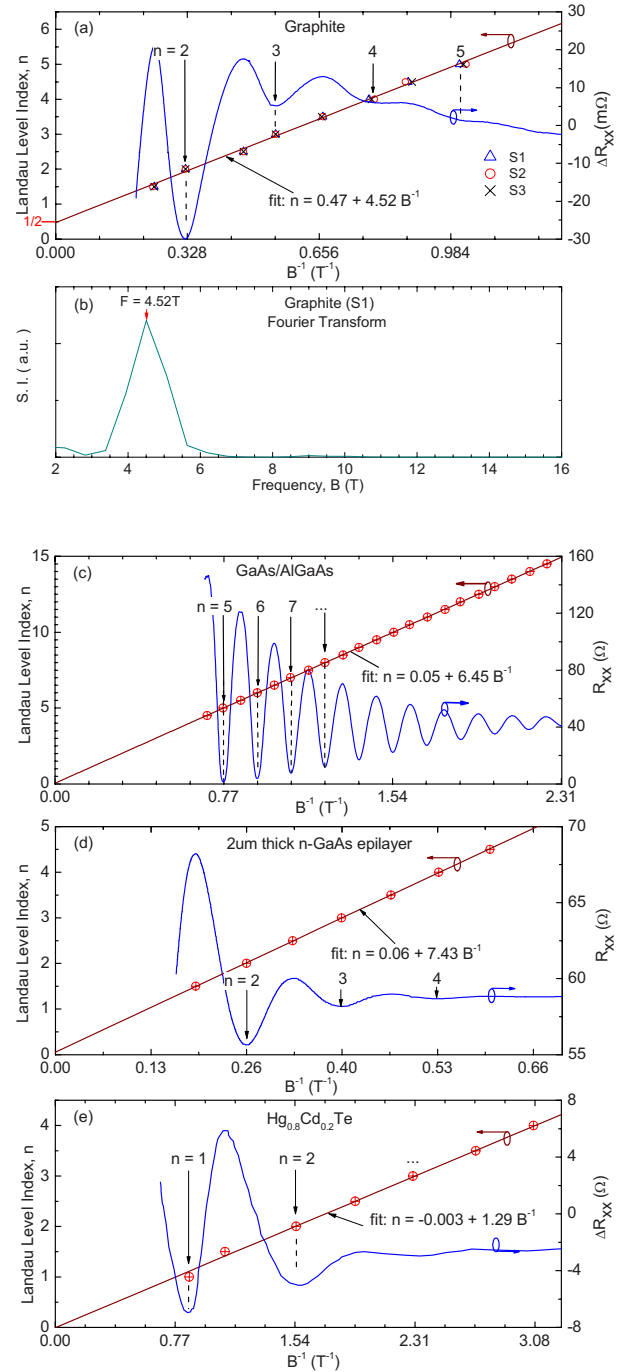 (a) Graphite
n = 2 3 4 5
6
5
4
3
2
1
1/2
0
Landau Level Index, n
30
20
10
0
-10
-20
-30
ΔR_XX(mΩ)
S1
S2
S3
fit: n = 0.47 + 4.52 B⁻¹
0.000 0.328 0.656 0.984
B⁻¹ (T⁻¹)
(b) F = 4.52T
Graphite (S1)
Fourier Transform
S. I. ( a.u. )
2 4 6 8 10 12 14 16
Frequency, B (T)
(c) GaAs/AlGaAs
n = 5 6 7 ...
15
10
5
0
Landau Level Index, n
160
120
80
40
0
R_XX (Ω)
fit: n = 0.05 + 6.45 B⁻¹
0.00 0.77 1.54 2.31
B⁻¹ (T⁻¹)
(d) 2um thick n-GaAs epilayer
5
4
3
2
1
0
Landau Level Index, n
70
65
60
55
R_XX (Ω)
fit: n = 0.06 + 7.43 B⁻¹
n = 2 3 4
0.00 0.13 0.26 0.40 0.53 0.66
B⁻¹ (T⁻¹)
(e) Hg₀.₈Cd₀.₂Te
n = 1 n = 2 ...
4
3
2
1
0
Landau Level Index, n
8
4
0
-4
-8
ΔR_XX (Ω)
fit: n = -0.003 + 1.29 B⁻¹
0.00 0.77 1.54 2.31 3.08
B⁻¹ (T⁻¹)